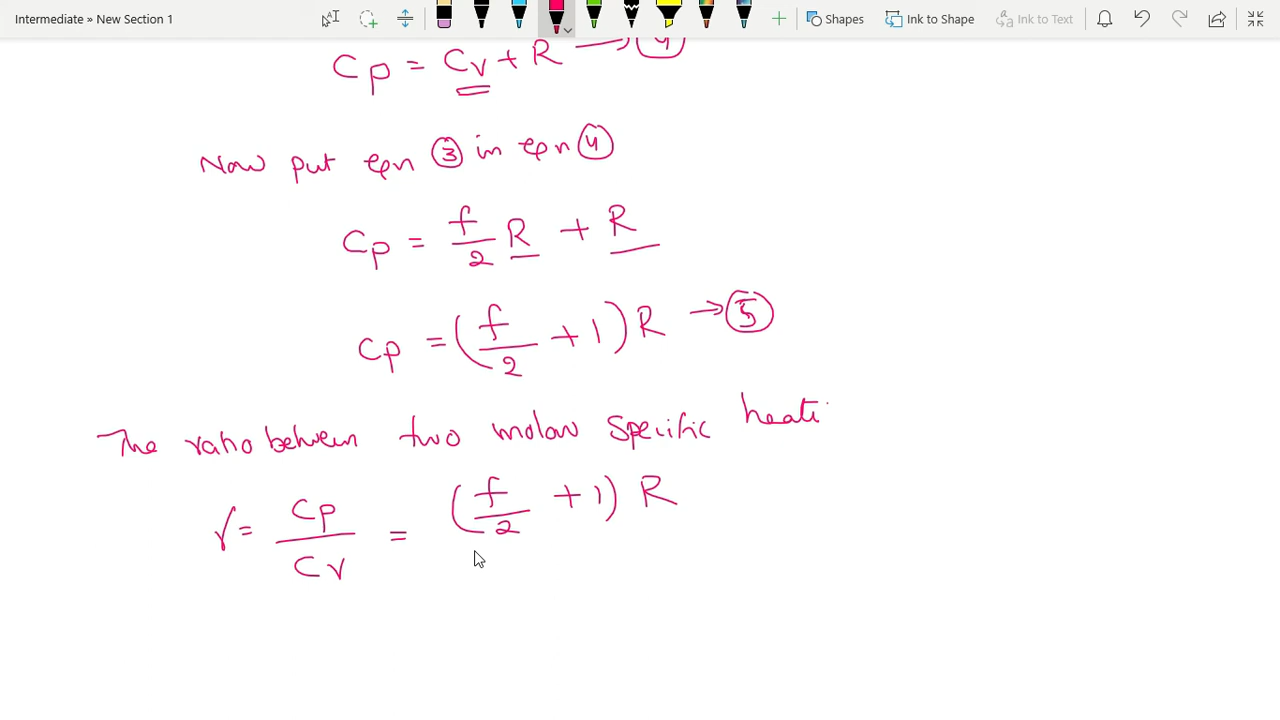 Intermediate » New Section 1
Shapes
Ink to Shape
Ink to Text
Cp = Cv + R → 4
Now put eqn 3 in eqn 4
Cp = f/2 R + R
Cp = (f/2 + 1) R → 5
The ratio between two molar specific heats
γ = Cp/Cv = (f/2 + 1) R